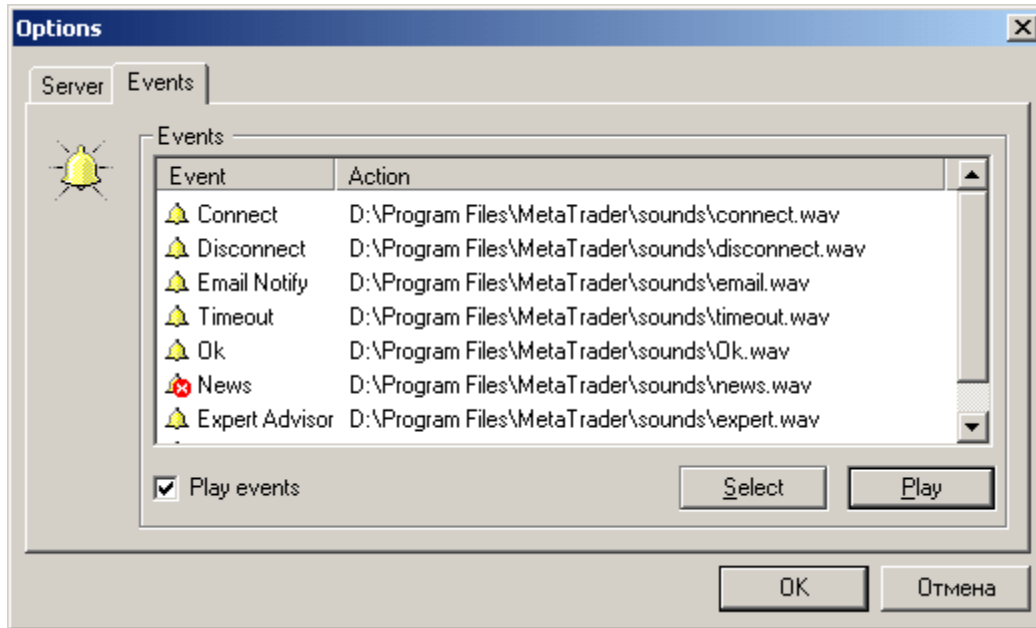 Options
Server Events
Events
Event Action
Connect D:\Program Files\MetaTrader\sounds\connect.wav
Disconnect D:\Program Files\MetaTrader\sounds\disconnect.wav
Email Notify D:\Program Files\MetaTrader\sounds\email.wav
Timeout D:\Program Files\MetaTrader\sounds\timeout.wav
Ok D:\Program Files\MetaTrader\sounds\Ok.wav
News D:\Program Files\MetaTrader\sounds\news.wav
Expert Advisor D:\Program Files\MetaTrader\sounds\expert.wav
Play events Select Play
OK Отмена